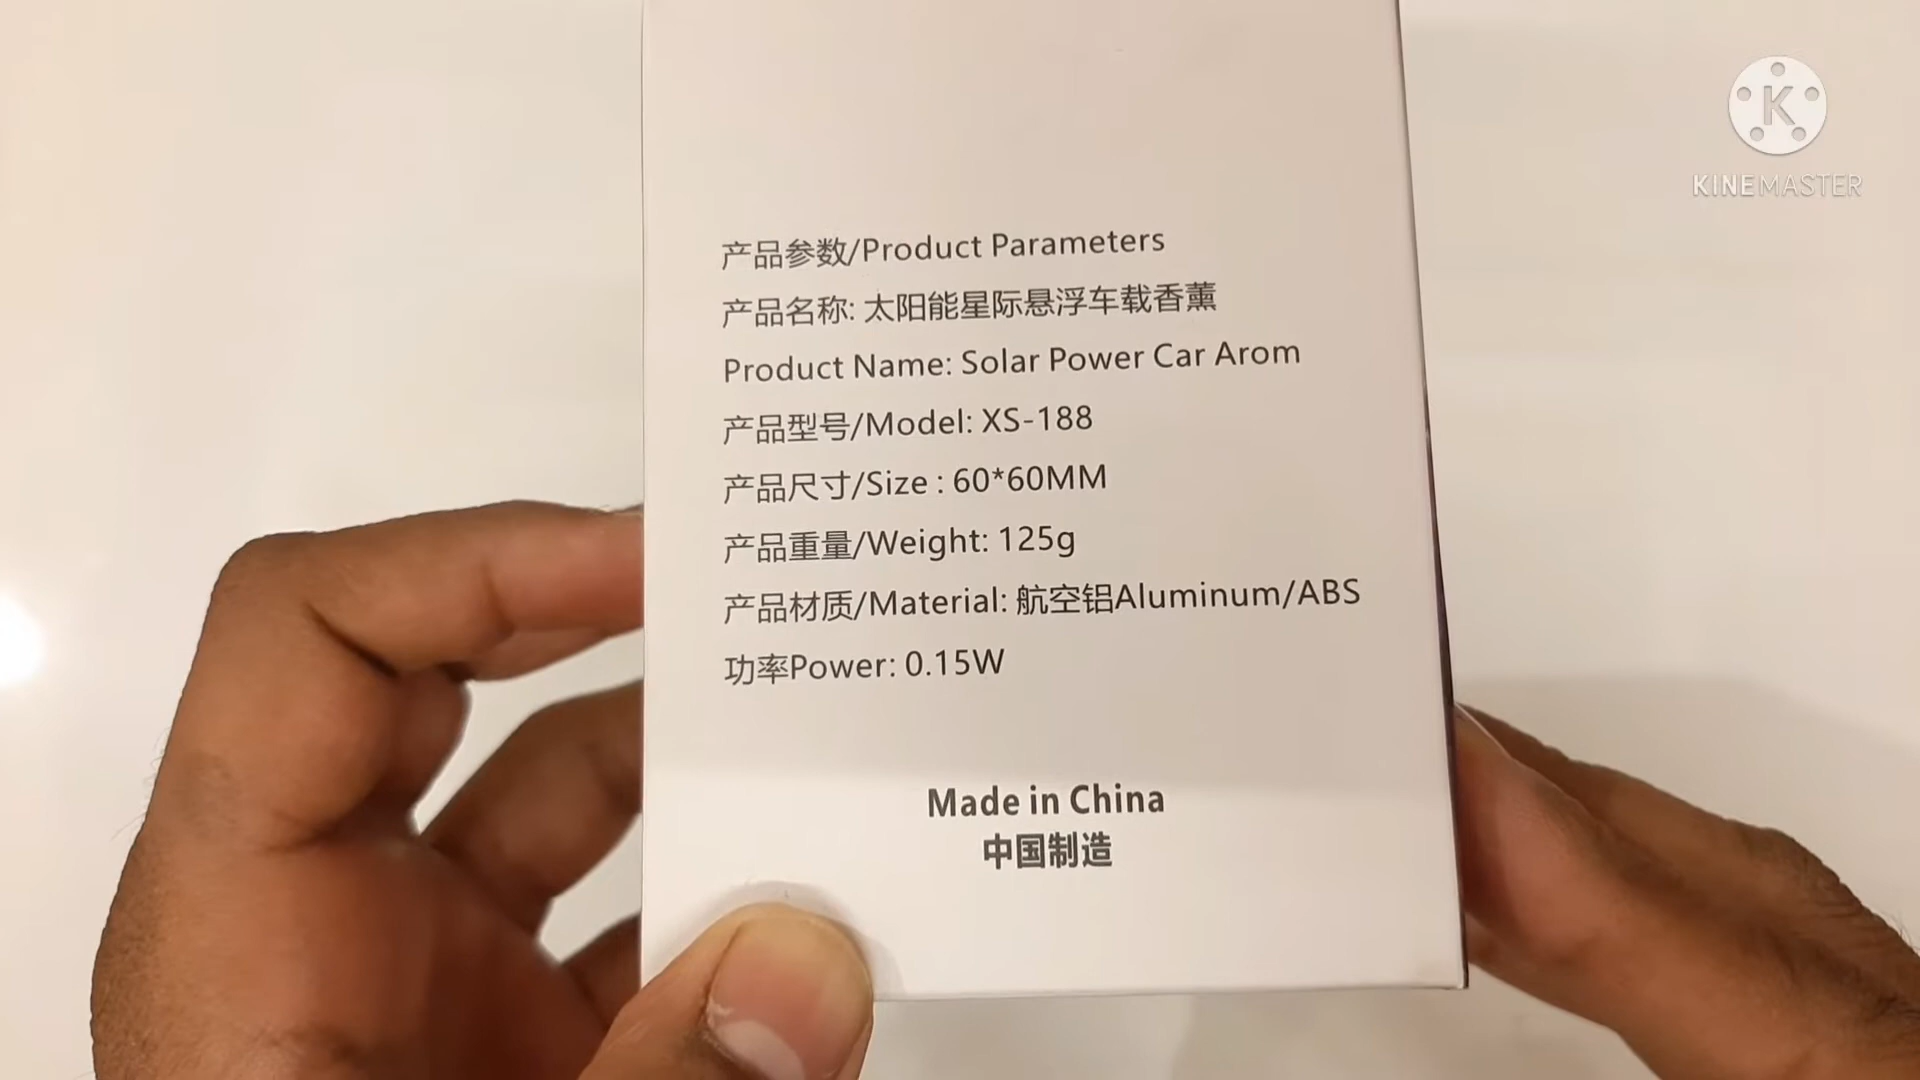 产品参数/Product Parameters
产品名称: 太阳能星际悬浮车载香薰
Product Name: Solar Power Car Arom
产品型号/Model: XS-188
产品尺寸/Size : 60*60MM
产品重量/Weight: 125g
产品材质/Material: 航空铝Aluminum/ABS
功率Power: 0.15W
Made in China
中国制造
K
KINEMASTER